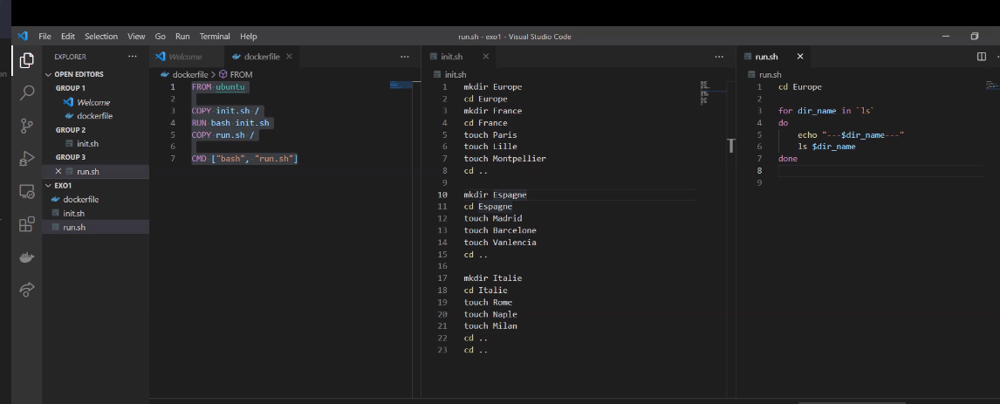 File Edit Selection View Go Run Terminal Help
run.sh - exo1 - Visual Studio Code
EXPLORER
OPEN EDITORS
GROUP 1
Welcome
dockerfile
GROUP 2
init.sh
GROUP 3
run.sh
EXO1
dockerfile
init.sh
run.sh
Welcome
dockerfile
dockerfile > FROM
1 FROM ubuntu
2
3 COPY init.sh /
4 RUN bash init.sh
5 COPY run.sh /
6
7 CMD ["bash", "run.sh"]
init.sh
init.sh
1 mkdir Europe
2 cd Europe
3 mkdir France
4 cd France
5 touch Paris
6 touch Lille
7 touch Montpellier
8 cd ..
9
10 mkdir Espagne
11 cd Espagne
12 touch Madrid
13 touch Barcelone
14 touch Vanlencia
15 cd ..
16
17 mkdir Italie
18 cd Italie
19 touch Rome
20 touch Naple
21 touch Milan
22 cd ..
23 cd ..
run.sh
run.sh
1 cd Europe
2
3 for dir_name in `ls`
4 do
5 echo "---$dir_name---"
6 ls $dir_name
7 done
8
9